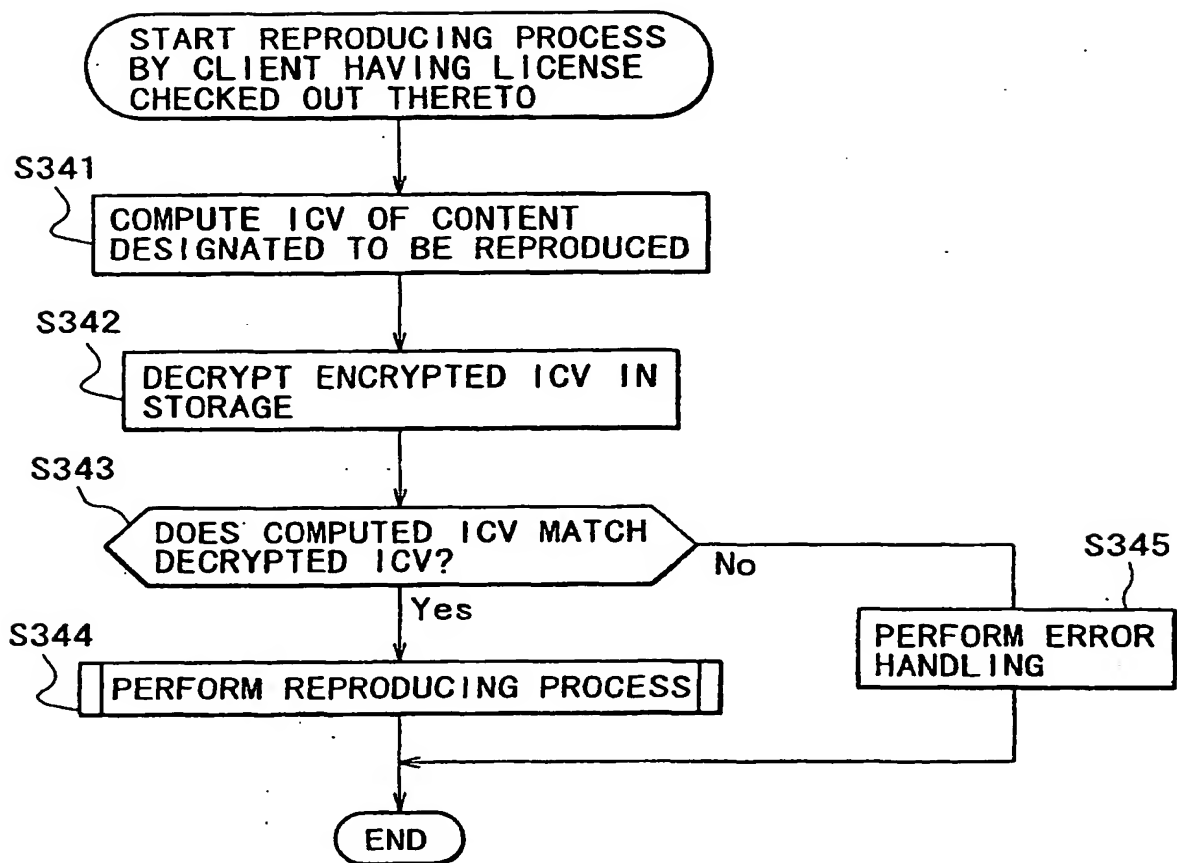 START REPRODUCING PROCESS
BY CLIENT HAVING LICENSE
CHECKED OUT THERETO
S341
COMPUTE ICV OF CONTENT
DESIGNATED TO BE REPRODUCED
S342
DECRYPT ENCRYPTED ICV IN
STORAGE
S343
DOES COMPUTED ICV MATCH
DECRYPTED ICV?
No
Yes
S345
PERFORM ERROR
HANDLING
S344
PERFORM REPRODUCING PROCESS
END